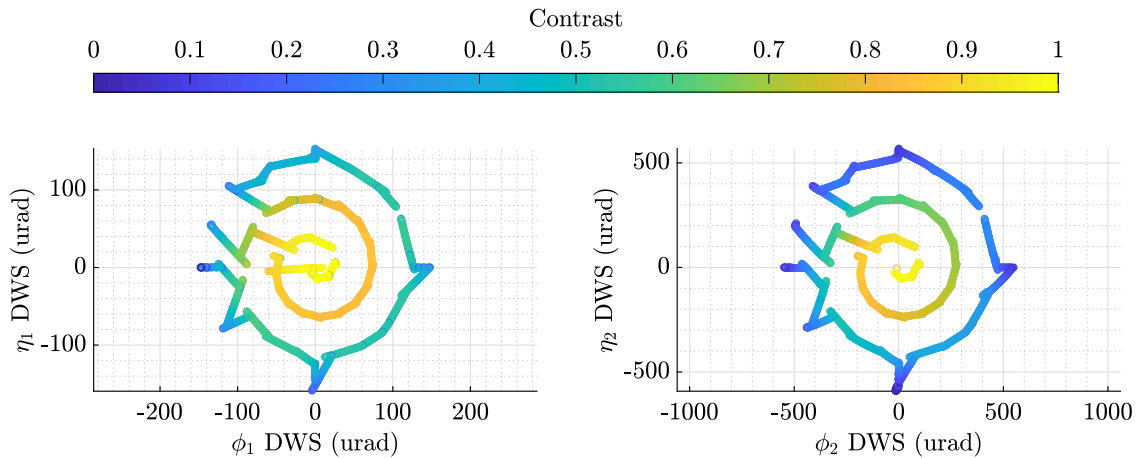 Contrast
0 0.1 0.2 0.3 0.4 0.5 0.6 0.7 0.8 0.9 1
η1 DWS (urad)
100
0
-100
-200 -100 0 100 200
ϕ1 DWS (urad)
η2 DWS (urad)
500
0
-500
-1000 -500 0 500 1000
ϕ2 DWS (urad)